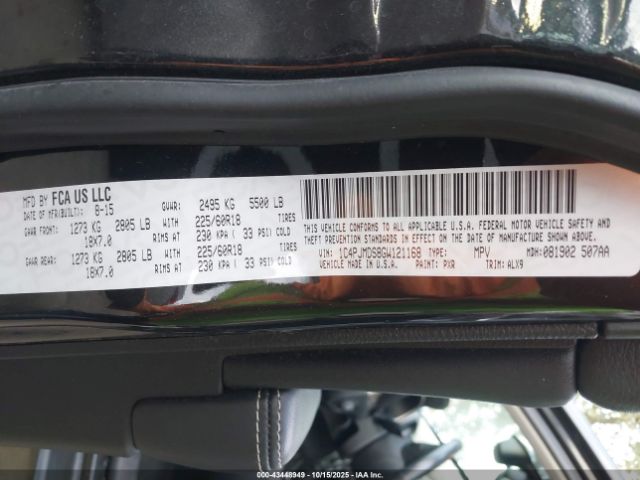 MFD BY FCA US LLC
DATE OF MFR(BUILT): 8-15 GVWR: 2495 KG 5500 LB
GAWR FRONT: 1273 KG 2805 LB WITH 225/60R18 TIRES
18X7.0 RIMS AT 230 KPA ( 33 PSI) COLD
GAWR REAR: 1273 KG 2805 LB WITH 225/60R18 TIRES
18X7.0 RIMS AT 230 KPA ( 33 PSI) COLD
THIS VEHICLE CONFORMS TO ALL APPLICABLE U.S.A. FEDERAL MOTOR VEHICLE
SAFETY STANDARDS IN EFFECT ON THE DATE OF MANUFACTURE SHOWN ABOVE.
VIN: 1C4PJMDS8GW121168 TYPE: MPV MDH: 081902 507AA
VEHICLE MADE IN U.S.A. PAINT: PXR TRIM: ALX9
000-43448949 - 10/15/2025 - IAA Inc.